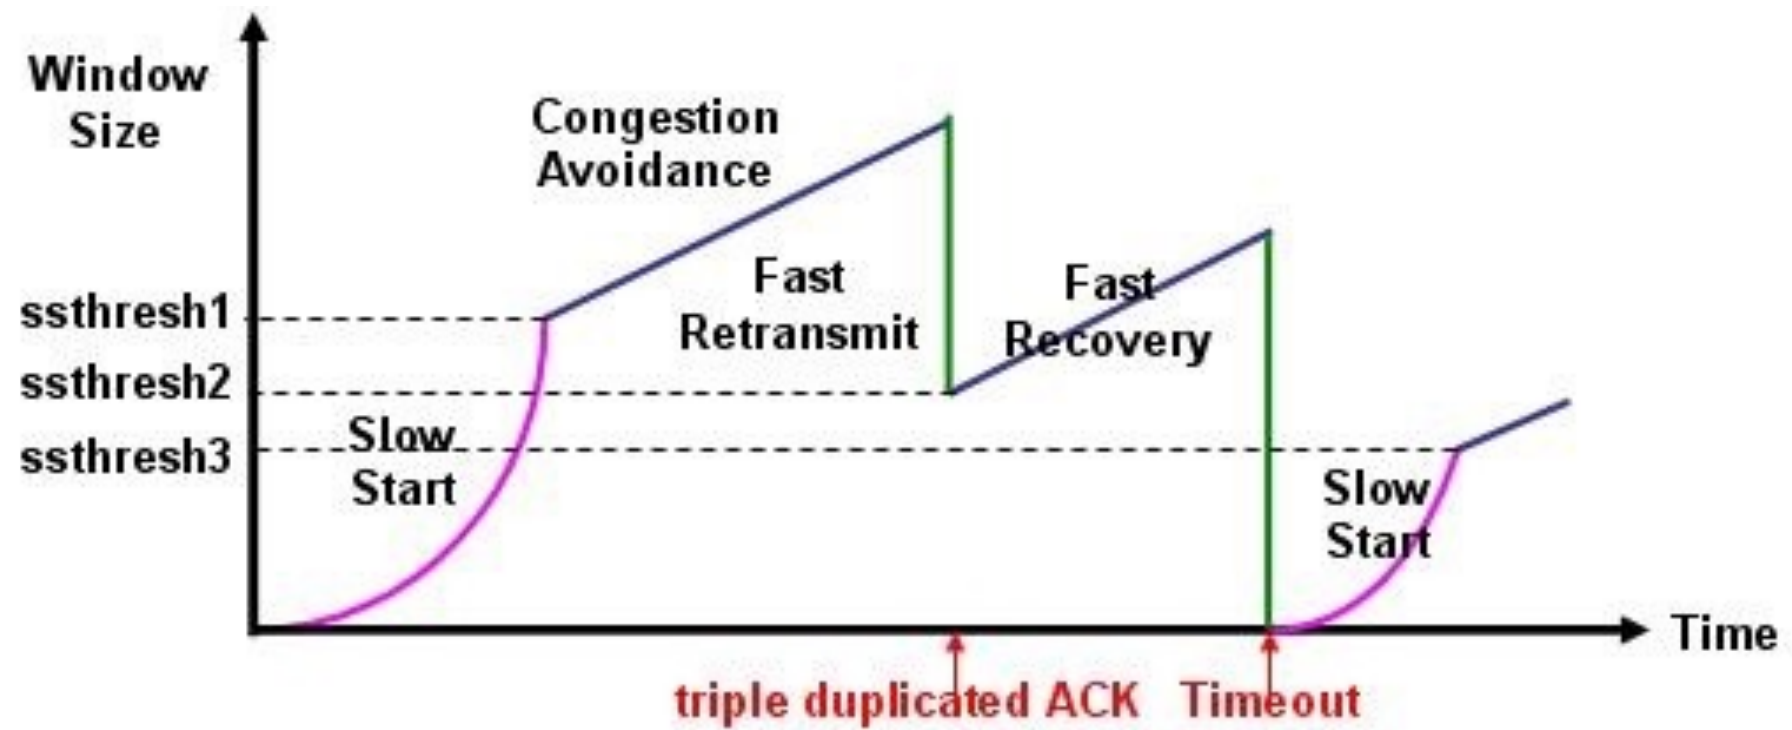 Window
Size
Congestion
Avoidance
Fast
Retransmit
Fast
Recovery
ssthresh1
ssthresh2
ssthresh3
Slow
Start
Slow
Start
Time
triple duplicated ACK
Timeout